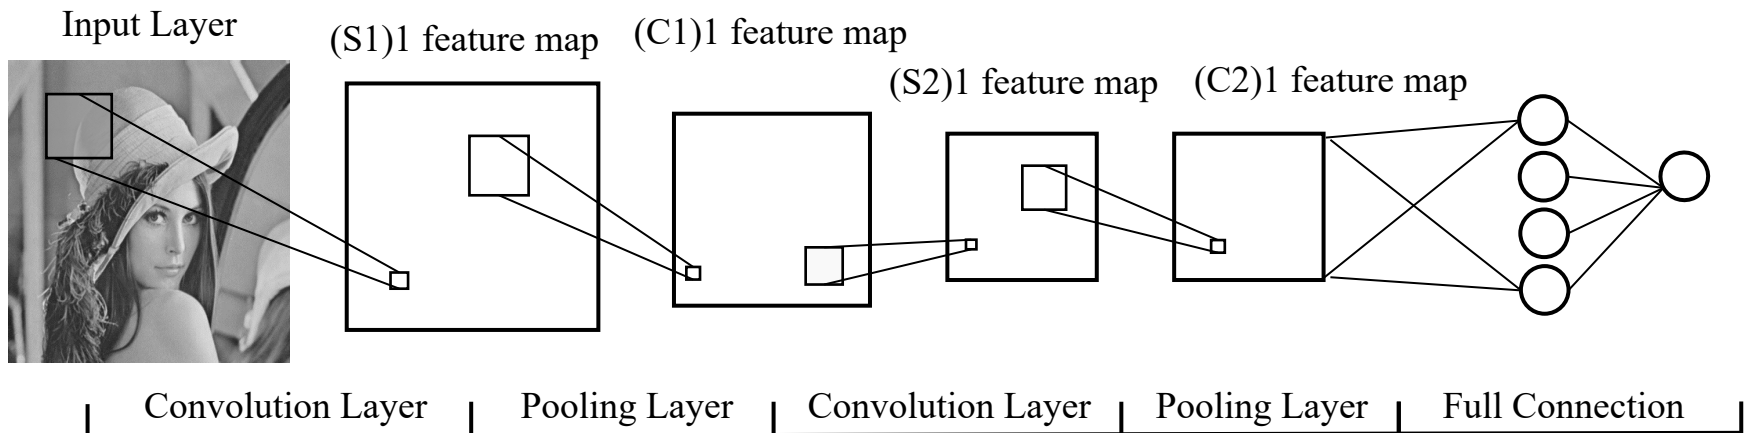 Input Layer
(S1)1 feature map
(C1)1 feature map
(S2)1 feature map
(C2)1 feature map
Convolution Layer
Pooling Layer
Convolution Layer
Pooling Layer
Full Connection